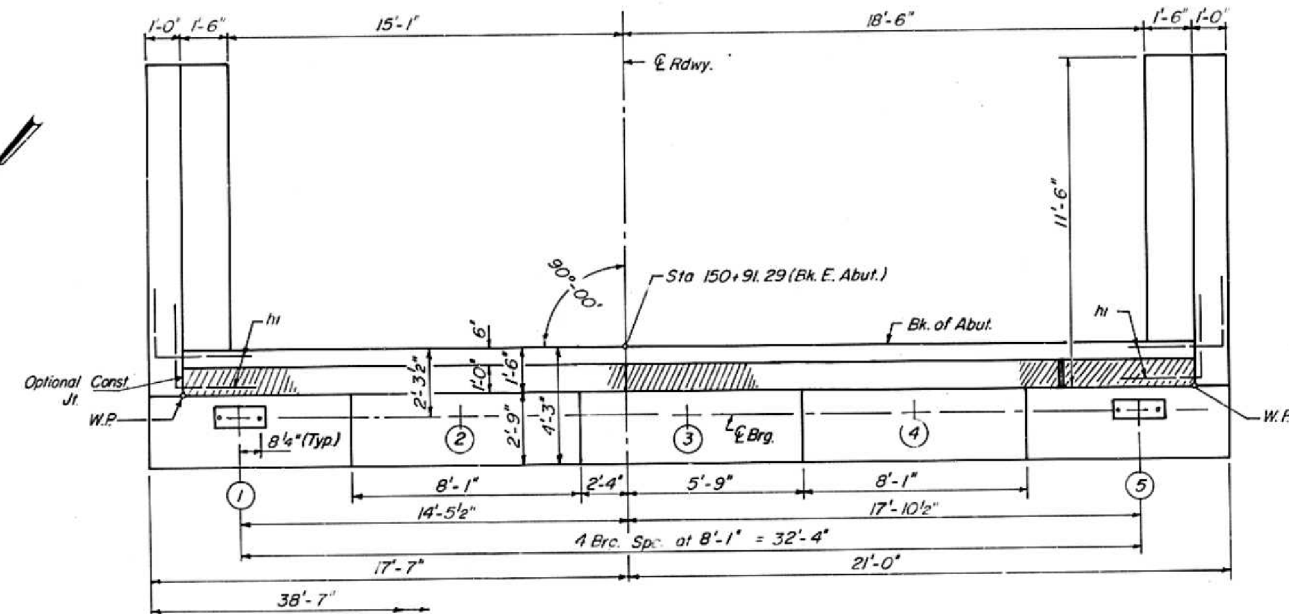 1'-0" 1'-6" 15'-1" 18'-6" 1'-6" 1'-0"
℄ Rdwy.
11'-6"
90°-00'
Sta 150+91.29 (Bk. E. Abut.)
h1 6" Bk. of Abut. h1
2'-3½" 1'-0" 1'-6"
Optional Const. Jt.
W.P. W.P.
2'-9" 4'-3"
2 3 ℄ Brg. 4
8¼" (Typ.)
1 8'-1" 2'-4" 5'-9" 8'-1" 5
14'-5½" 17'-10½"
4 Brg. Spc. at 8'-1" = 32'-4"
17'-7" 21'-0"
38'-7"